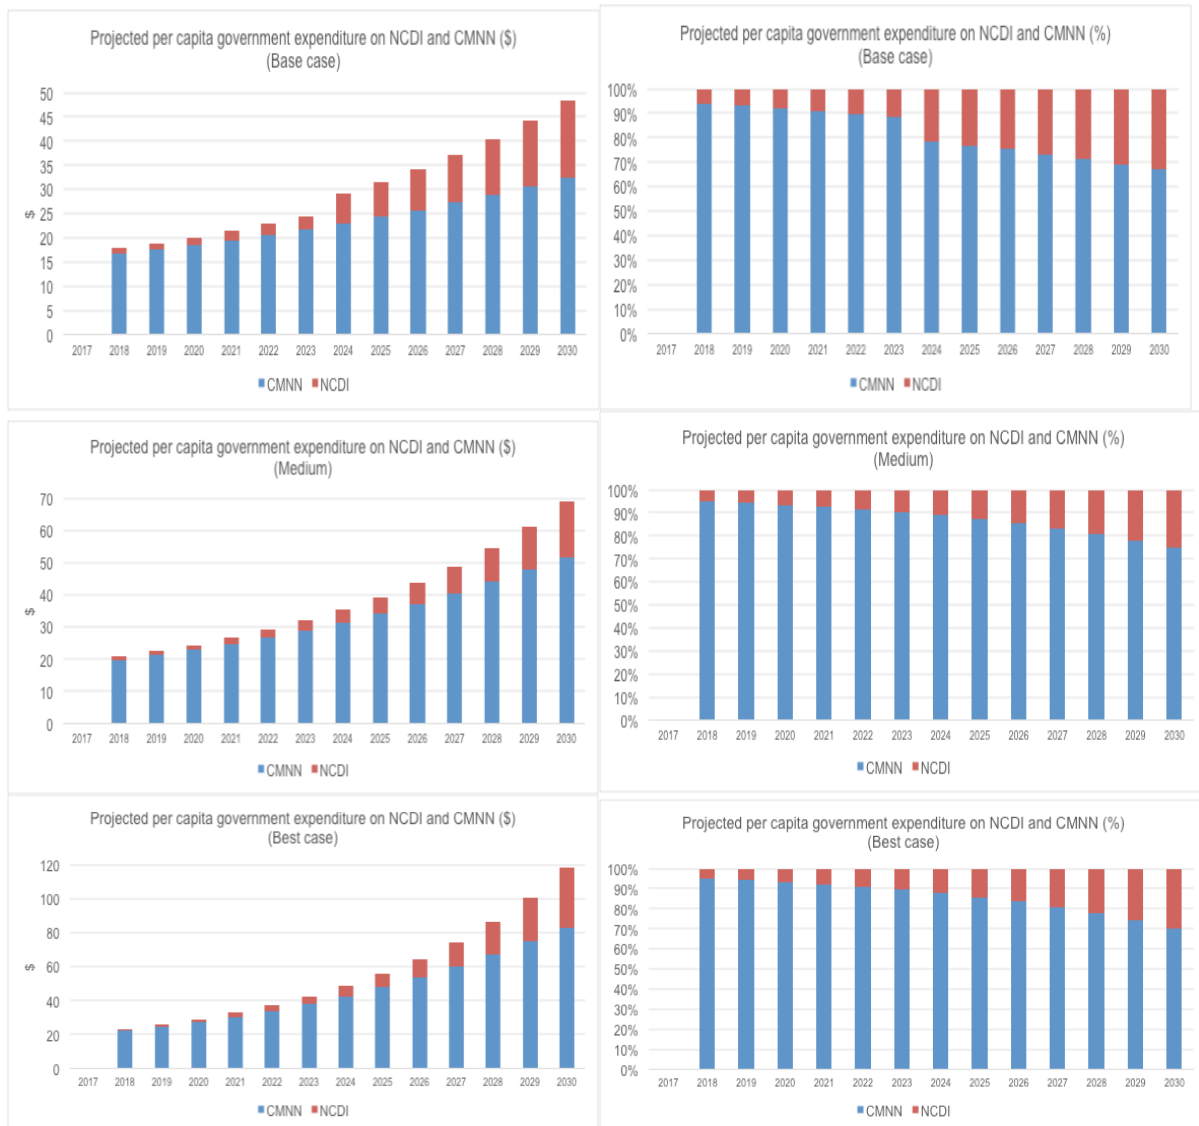 Projected per capita government expenditure on NCDI and CMNN ($)
(Base case)
50
45
40
35
30
25
20
15
10
5
0
$
2017 2018 2019 2020 2021 2022 2023 2024 2025 2026 2027 2028 2029 2030
CMNN NCDI
Projected per capita government expenditure on NCDI and CMNN (%)
(Base case)
100%
90%
80%
70%
60%
50%
40%
30%
20%
10%
0%
2017 2018 2019 2020 2021 2022 2023 2024 2025 2026 2027 2028 2029 2030
CMNN NCDI
Projected per capita government expenditure on NCDI and CMNN ($)
(Medium)
70
60
50
40
30
20
10
0
$
2017 2018 2019 2020 2021 2022 2023 2024 2025 2026 2027 2028 2029 2030
CMNN NCDI
Projected per capita government expenditure on NCDI and CMNN (%)
(Medium)
100%
90%
80%
70%
60%
50%
40%
30%
20%
10%
0%
2017 2018 2019 2020 2021 2022 2023 2024 2025 2026 2027 2028 2029 2030
CMNN NCDI
Projected per capita government expenditure on NCDI and CMNN ($)
(Best case)
120
100
80
60
40
20
0
$
2017 2018 2019 2020 2021 2022 2023 2024 2025 2026 2027 2028 2029 2030
CMNN NCDI
Projected per capita government expenditure on NCDI and CMNN (%)
(Best case)
100%
90%
80%
70%
60%
50%
40%
30%
20%
10%
0%
2017 2018 2019 2020 2021 2022 2023 2024 2025 2026 2027 2028 2029 2030
CMNN NCDI